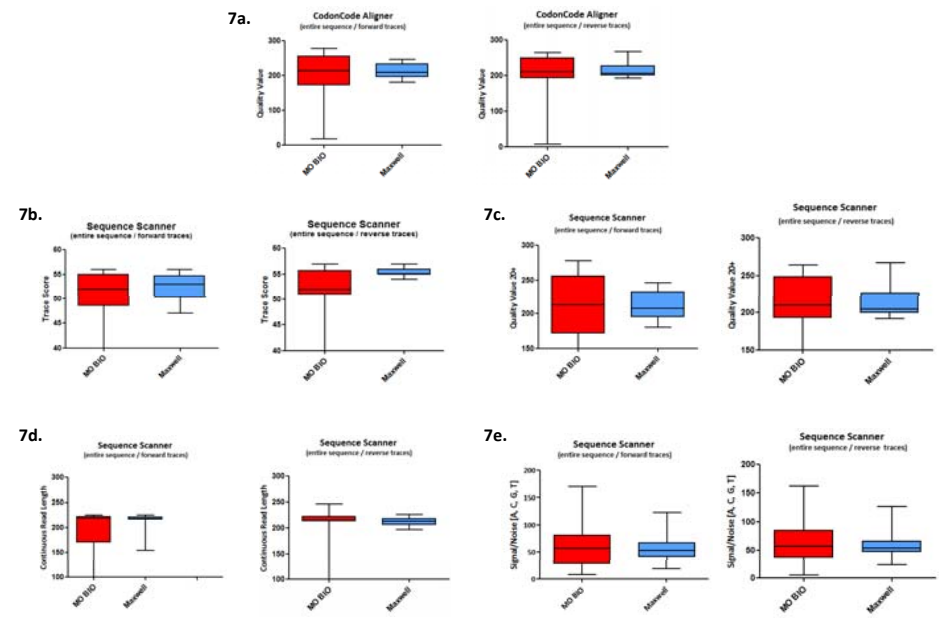 7a.
CodonCode Aligner
(entire sequence / forward traces)
Quality Value
300
200
100
0
MO BIO
Maxwell
CodonCode Aligner
(entire sequence / reverse traces)
Quality Value
300
200
100
0
MO BIO
Maxwell
7b.
Sequence Scanner
(entire sequence / forward traces)
Trace Score
60
55
50
45
40
MO BIO
Maxwell
Sequence Scanner
(entire sequence / reverse traces)
Trace Score
60
55
50
45
40
MO BIO
Maxwell
7c.
Sequence Scanner
(entire sequence / forward traces)
Quality Value 20+
300
250
200
150
MO BIO
Maxwell
Sequence Scanner
(entire sequence / reverse traces)
Quality Value 20+
300
250
200
150
MO BIO
Maxwell
7d.
Sequence Scanner
(entire sequence / forward traces)
Continuous Read Length
300
250
200
150
100
MO BIO
Maxwell
Sequence Scanner
(entire sequence / reverse traces)
Continuous Read Length
300
250
200
150
100
MO BIO
Maxwell
7e.
Sequence Scanner
(entire sequence / forward traces)
Signal/Noise [A, C, G, T]
200
150
100
50
0
MO BIO
Maxwell
Sequence Scanner
(entire sequence / reverse traces)
Signal/Noise [A, C, G, T]
200
150
100
50
0
MO BIO
Maxwell